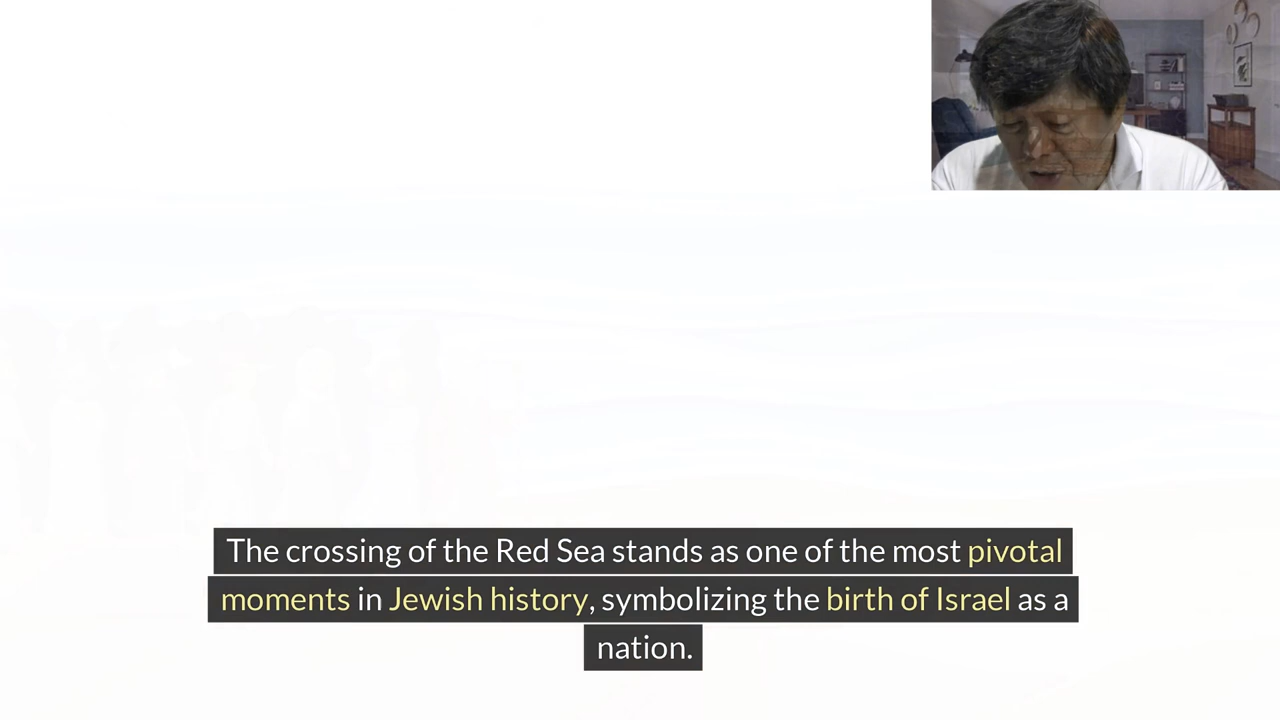 The crossing of the Red Sea stands as one of the most pivotal
moments in Jewish history, symbolizing the birth of Israel as a
nation.